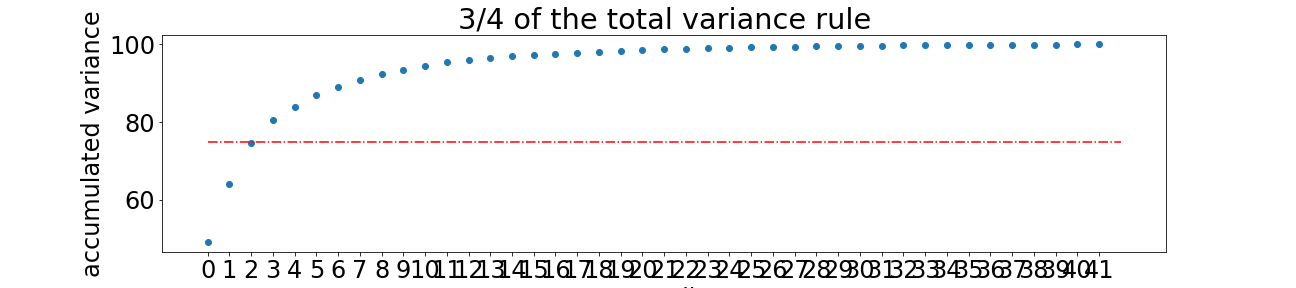 3/4 of the total variance rule
accumulated variance
100
80
60
0 1 2 3 4 5 6 7 8 9 10 11 12 13 14 15 16 17 18 19 20 21 22 23 24 25 26 27 28 29 30 31 32 33 34 35 36 37 38 39 40 41